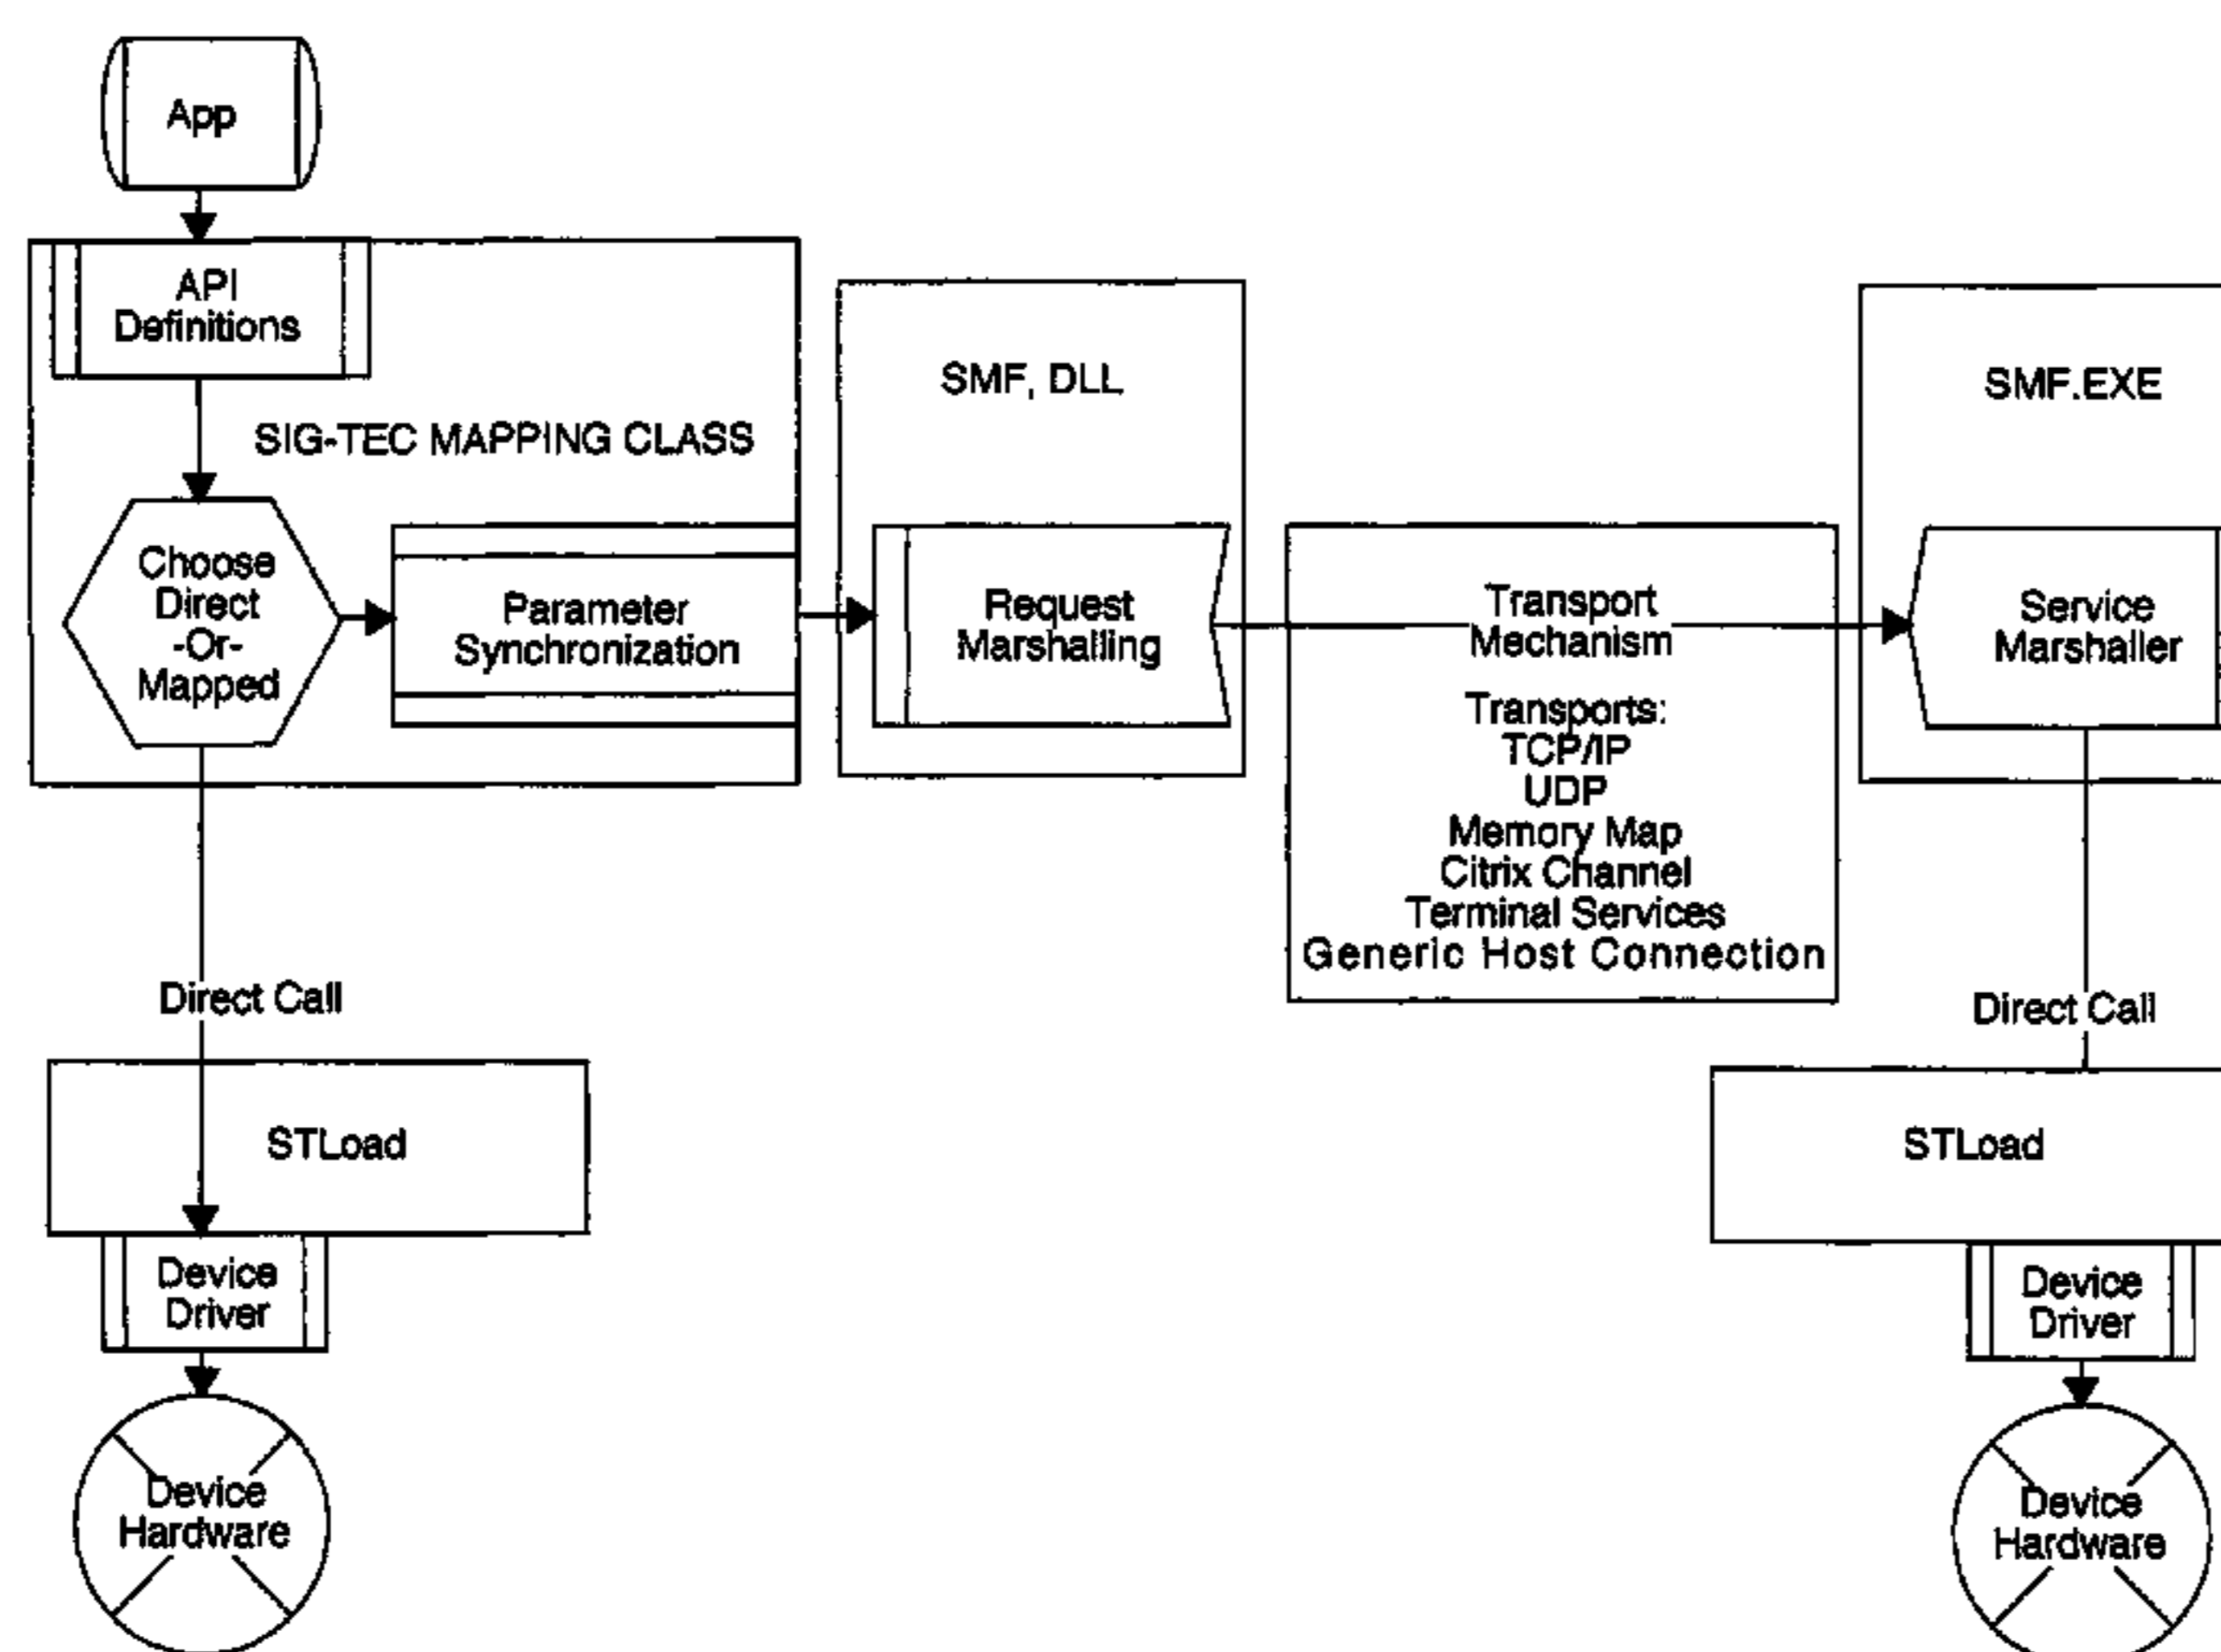 App
API
Definitions
SIG-TEC MAPPING CLASS
Choose
Direct
-Or-
Mapped
Parameter
Synchronization
SMF, DLL
Request
Marshalling
Transport
Mechanism
Transports:
TCP/IP
UDP
Memory Map
Citrix Channel
Terminal Services
Generic Host Connection
SMF.EXE
Service
Marshaller
Direct Call
STLoad
Device
Driver
Device
Hardware
Direct Call
STLoad
Device
Driver
Device
Hardware